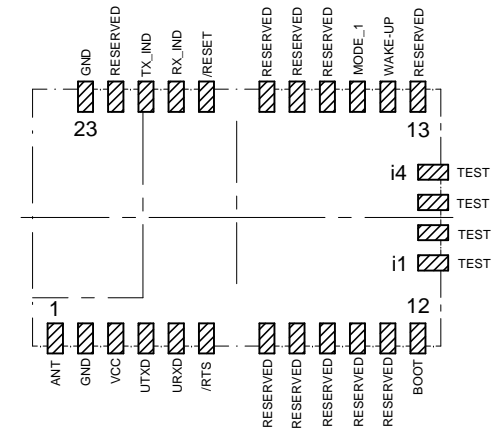 GND
RESERVED
TX_IND
RX_IND
/RESET
RESERVED
RESERVED
RESERVED
MODE_1
WAKE-UP
RESERVED
23
13
i4
TEST
TEST
TEST
i1
TEST
1
12
ANT
GND
VCC
UTXD
URXD
/RTS
RESERVED
RESERVED
RESERVED
RESERVED
RESERVED
BOOT